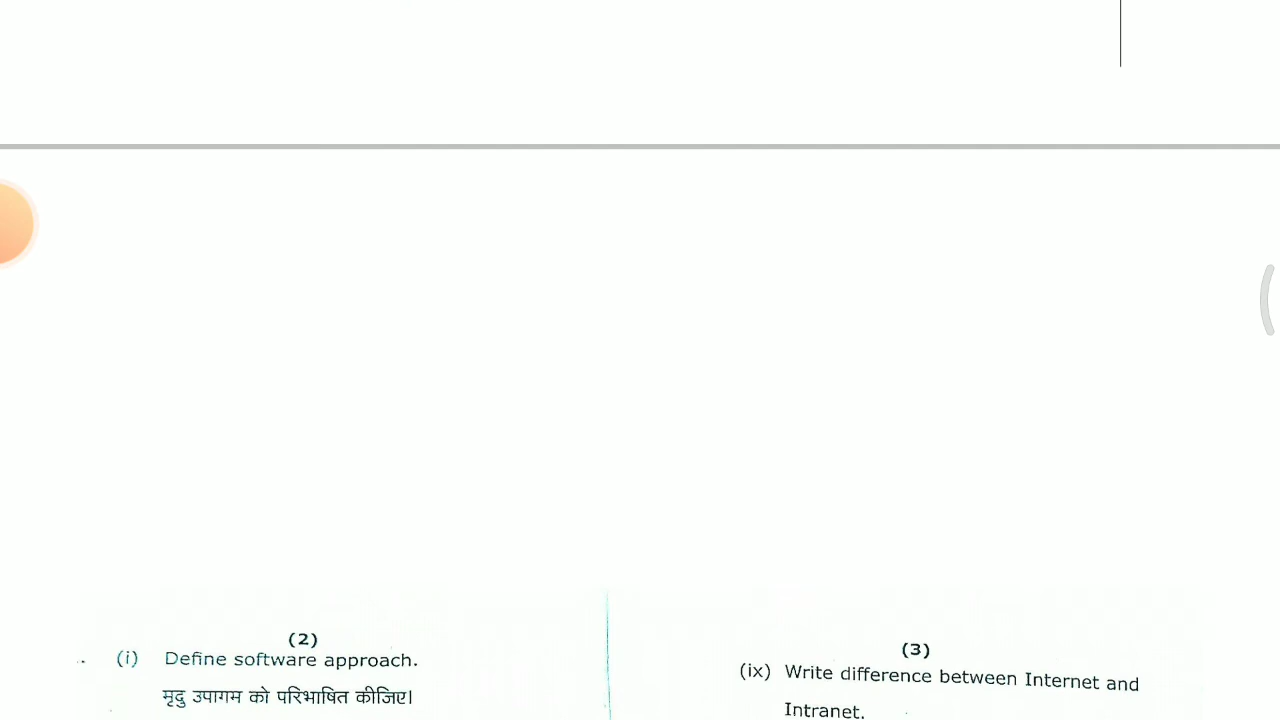 (2)
(i) Define software approach.
मृदु उपागम को परिभाषित कीजिए।
(3)
(ix) Write difference between Internet and
Intranet.